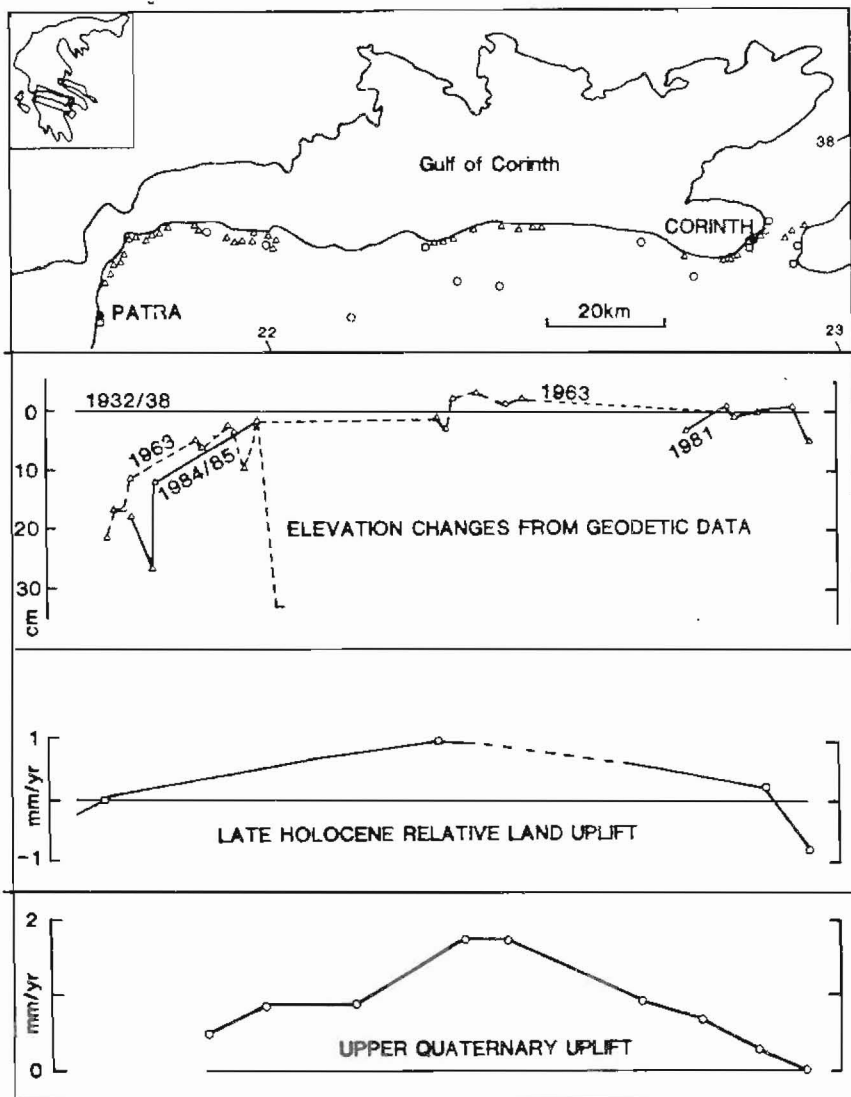 38
Gulf of Corinth
CORINTH
PATRA
20km
22
23
1932/38
1963
1963
1984/85
1981
0
10
20
30
cm
ELEVATION CHANGES FROM GEODETIC DATA
1
mm/yr
-1
LATE HOLOCENE RELATIVE LAND UPLIFT
2
mm/yr
0
UPPER QUATERNARY UPLIFT